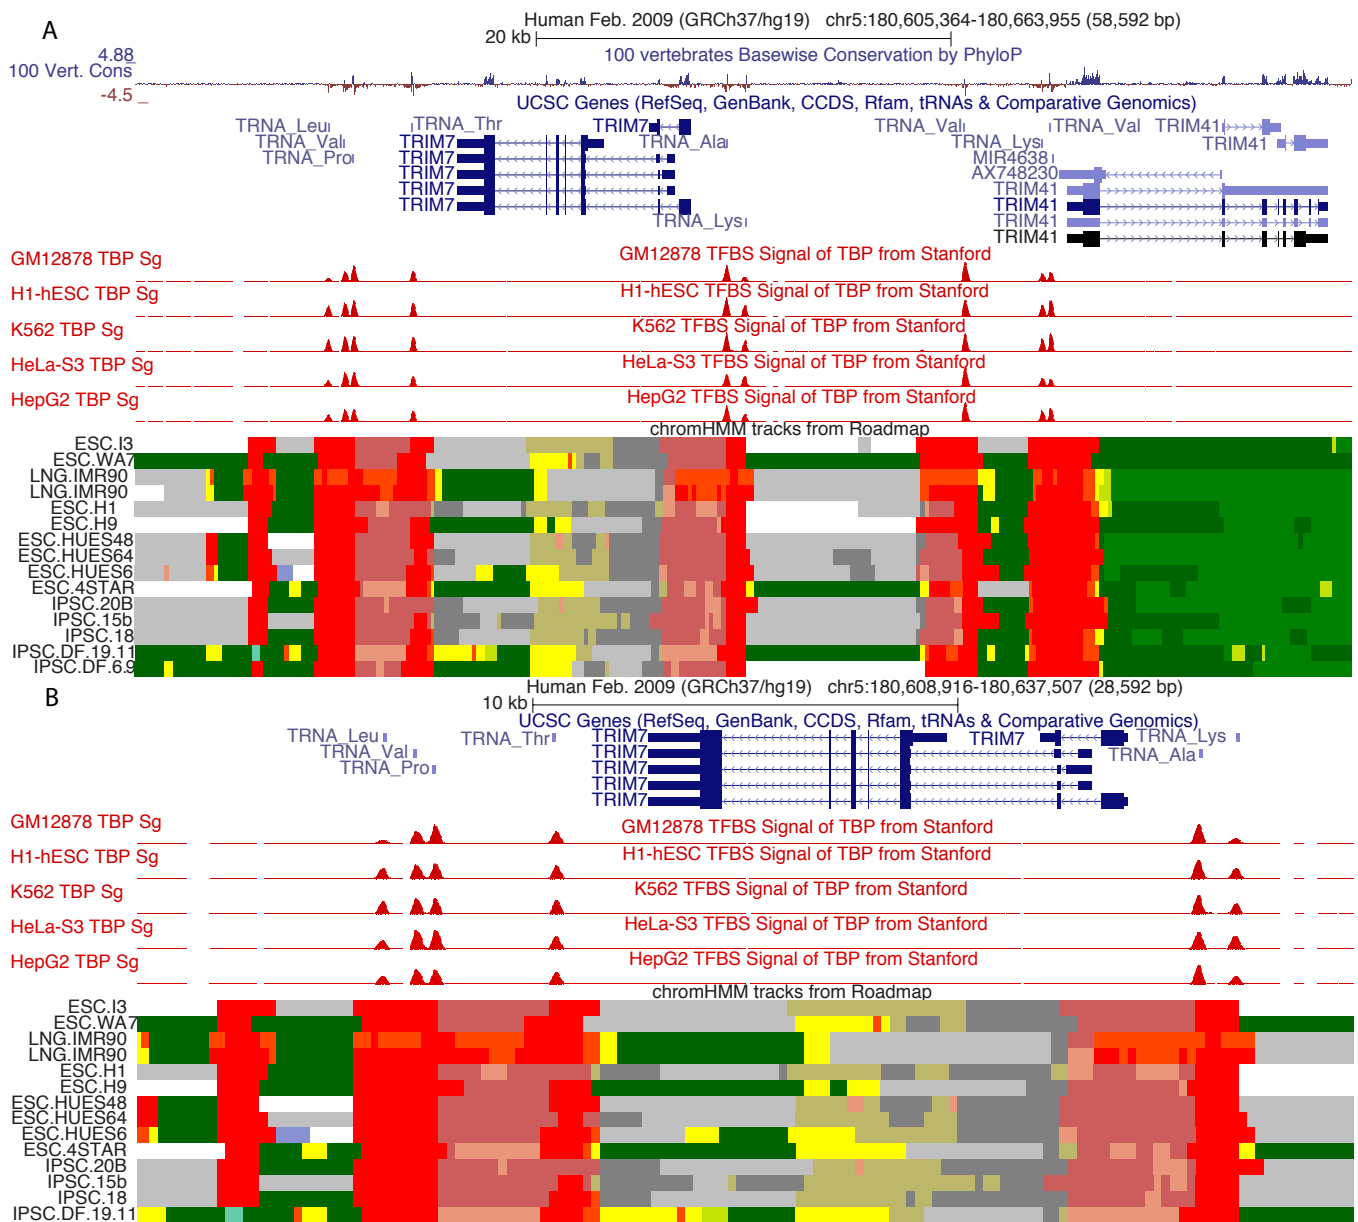 A
Human Feb. 2009 (GRCh37/hg19) chr5:180,605,364-180,663,955 (58,592 bp)
20 kb
4.88
100 vertebrates Basewise Conservation by PhyloP
100 Vert. Cons
-4.5
UCSC Genes (RefSeq, GenBank, CCDS, Rfam, tRNAs & Comparative Genomics)
TRNA_Leu TRNA_Thr TRIM7 TRNA_Val TRNA_Val TRIM41
TRNA_Val TRIM7 TRNA_Ala TRNA_Lys TRIM41
TRNA_Pro TRIM7 MIR4638
TRIM7 AX748230
TRIM7 TRIM41
TRIM7 TRIM41
TRNA_Lys TRIM41
TRIM41
GM12878 TBP Sg GM12878 TFBS Signal of TBP from Stanford
H1-hESC TBP Sg H1-hESC TFBS Signal of TBP from Stanford
K562 TBP Sg K562 TFBS Signal of TBP from Stanford
HeLa-S3 TBP Sg HeLa-S3 TFBS Signal of TBP from Stanford
HepG2 TBP Sg HepG2 TFBS Signal of TBP from Stanford
chromHMM tracks from Roadmap
ESC.I3
ESC.WA7
LNG.IMR90
LNG.IMR90
ESC.H1
ESC.H9
ESC.HUES48
ESC.HUES64
ESC.HUES6
ESC.4STAR
IPSC.20B
IPSC.15b
IPSC.18
IPSC.DF.19.11
IPSC.DF.6.9
B
Human Feb. 2009 (GRCh37/hg19) chr5:180,608,916-180,637,507 (28,592 bp)
10 kb
UCSC Genes (RefSeq, GenBank, CCDS, Rfam, tRNAs & Comparative Genomics)
TRNA_Leu TRNA_Thr TRIM7 TRIM7 TRNA_Lys
TRNA_Val TRIM7 TRNA_Ala
TRNA_Pro TRIM7
TRIM7
TRIM7
GM12878 TBP Sg GM12878 TFBS Signal of TBP from Stanford
H1-hESC TBP Sg H1-hESC TFBS Signal of TBP from Stanford
K562 TBP Sg K562 TFBS Signal of TBP from Stanford
HeLa-S3 TBP Sg HeLa-S3 TFBS Signal of TBP from Stanford
HepG2 TBP Sg HepG2 TFBS Signal of TBP from Stanford
chromHMM tracks from Roadmap
ESC.I3
ESC.WA7
LNG.IMR90
LNG.IMR90
ESC.H1
ESC.H9
ESC.HUES48
ESC.HUES64
ESC.HUES6
ESC.4STAR
IPSC.20B
IPSC.15b
IPSC.18
IPSC.DF.19.11